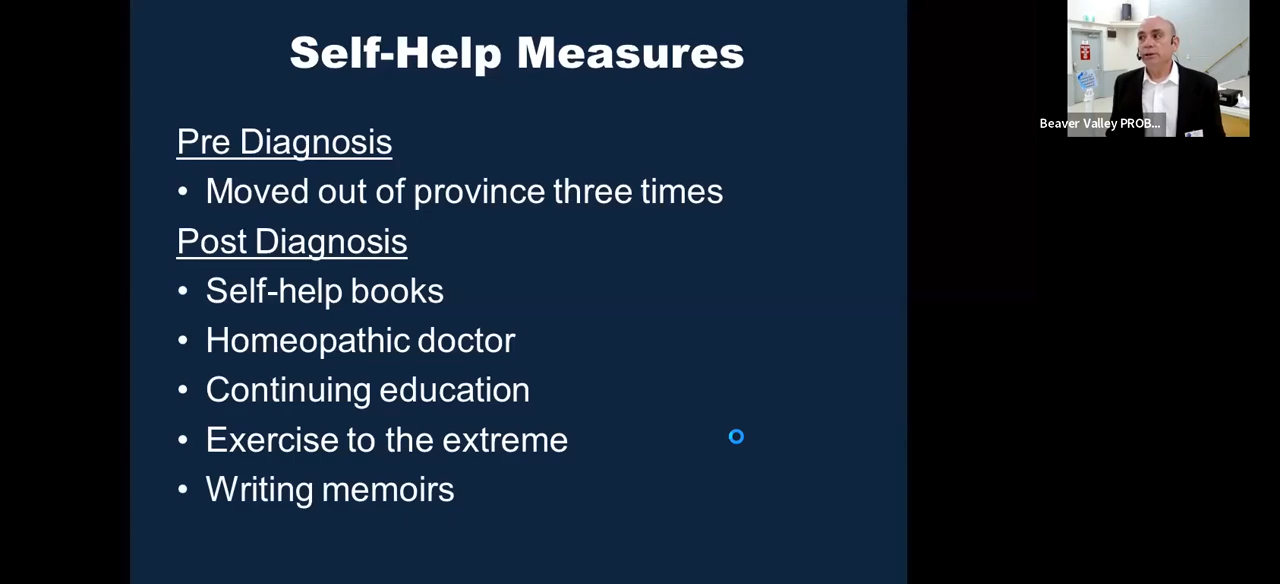 Self-Help Measures
Pre Diagnosis
• Moved out of province three times
Post Diagnosis
• Self-help books
• Homeopathic doctor
• Continuing education
• Exercise to the extreme
• Writing memoirs
Beaver Valley PROB...